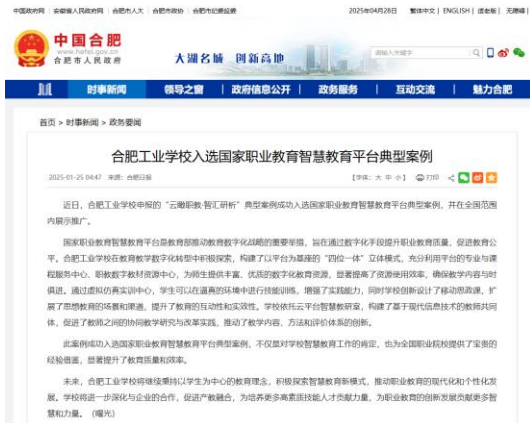 中国政府网 | 安徽省人民政府网 | 合肥市人大 | 合肥市政协 | 合肥市纪委监委 2025年04月28日 繁体中文 | ENGLISH | 适老版 | 无障碍 |
中国合肥
www.hefei.gov.cn
合肥市人民政府
大湖名城 创新高地
请输入关键字
时事新闻 领导之窗 | 政府信息公开 | 政务服务 | 互动交流 | 魅力合肥
首页 > 时事新闻 > 政务要闻
合肥工业学校入选国家职业教育智慧教育平台典型案例
2025-01-25 04:47 来源：合肥日报 【字体：大 中 小】 打印
近日，合肥工业学校申报的“云瞰职教·智汇研析”典型案例成功入选国家职业教育智慧教育平台典型案例，并在全国范围
内展示推广。
国家职业教育智慧教育平台是教育部推动教育数字化战略的重要举措，旨在通过数字化手段提升职业教育质量，促进教育公
平。合肥工业学校在教育教学数字化转型中积极探索，构建了以平台为基座的“四位一体”立体模式，充分利用平台的专业与课
程服务中心、职教数字教材资源中心，为师生提供丰富、优质的数字化教育资源，显著提高了资源使用效率，确保教学内容与时
俱进。通过虚拟仿真实训中心，学生可以在逼真的环境中进行技能训练，增强了实践能力，同时学校创新设计了移动思政课，扩
展了思想教育的场景和渠道，提升了教育的互动性和实效性。学校依托云平台智慧教研室，构建了基于现代信息技术的教师共同
体，促进了教师之间的协同教学研究与改革实践，推动了教学内容、方法和评价体系的创新。
此案例成功入选国家职业教育智慧教育平台典型案例，不仅是对学校智慧教育工作的肯定，也为全国职业院校提供了宝贵的
经验借鉴，显著提升了教育质量和效率。
未来，合肥工业学校将继续秉持以学生为中心的教育理念，积极探索智慧教育新模式，推动职业教育的现代化和个性化发
展。学校将进一步深化与企业的合作，促进产教融合，为培养更多高素质技能人才贡献力量，为职业教育的创新发展贡献更多智
慧和力量。（曙光）